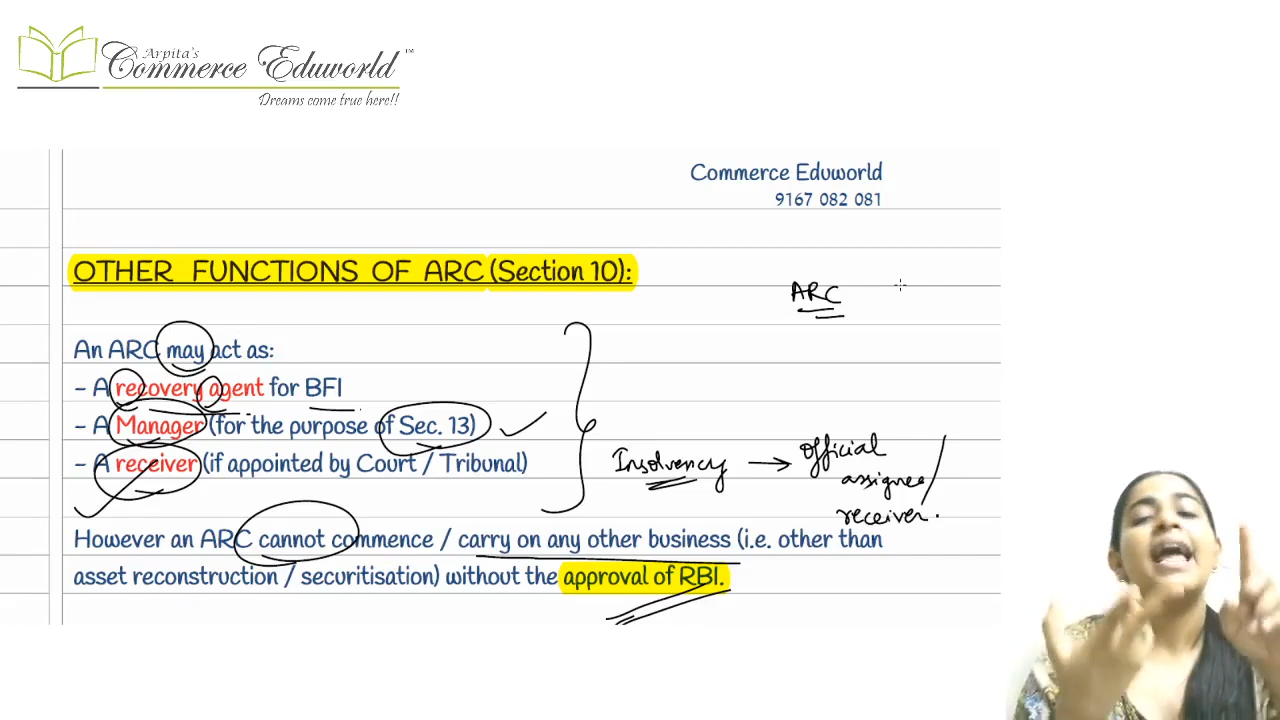 Arpita's
Commerce Eduworld™
Dreams come true here!!
Commerce Eduworld
9167 082 081
OTHER FUNCTIONS OF ARC (Section 10):
ARC
An ARC may act as:
- A recovery agent for BFI
- A Manager (for the purpose of Sec. 13)
- A receiver (if appointed by Court / Tribunal)
Insolvency → Official
assignee/
receiver.
However an ARC cannot commence / carry on any other business (i.e. other than
asset reconstruction / securitisation) without the approval of RBI.